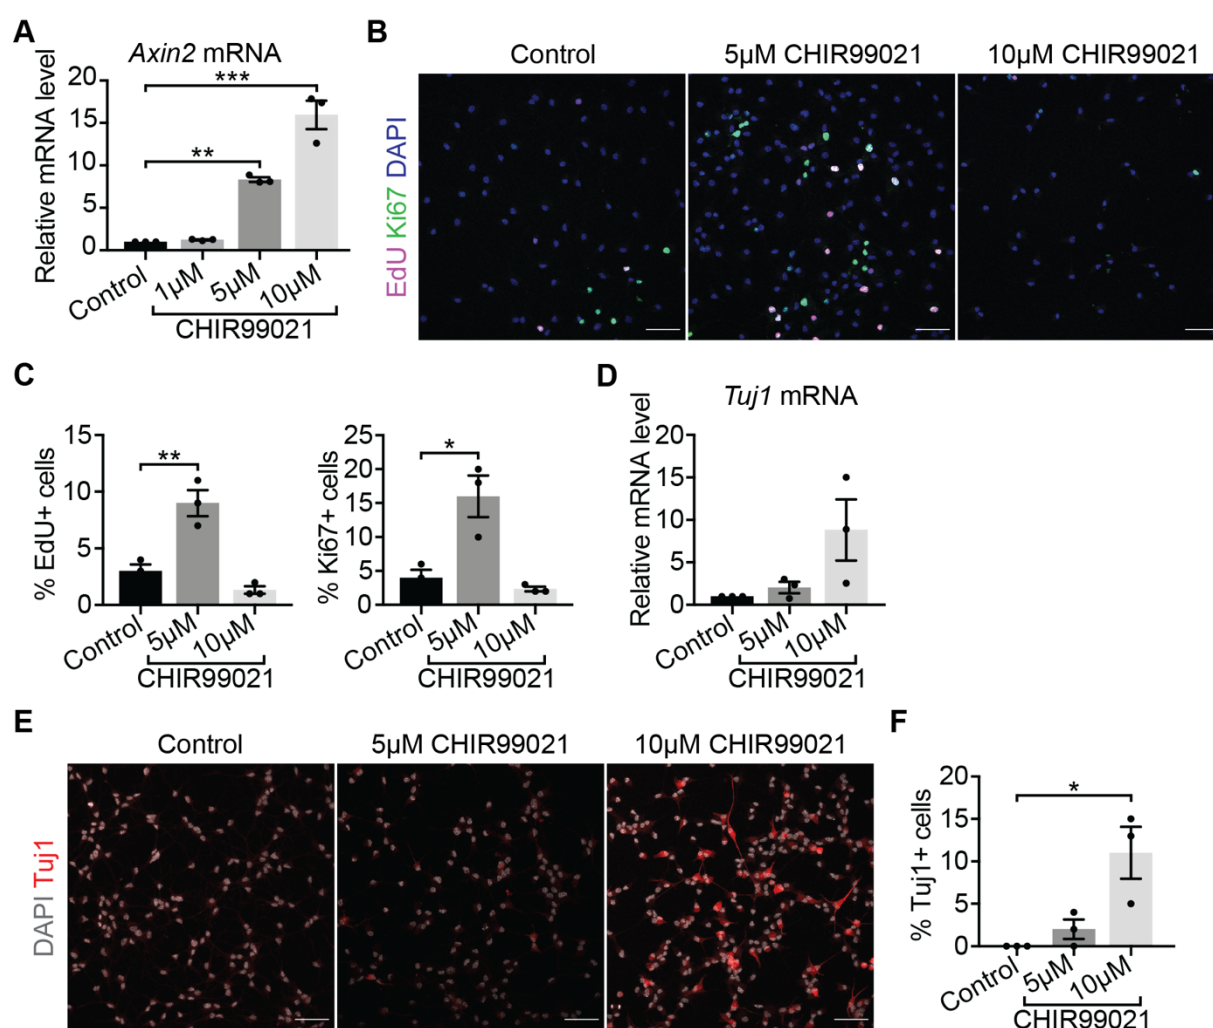 A
Axin2 mRNA
Relative mRNA level
20
15
10
5
0
***
**
Control
1µM
5µM
10µM
CHIR99021
B
Control
5µM CHIR99021
10µM CHIR99021
EdU Ki67 DAPI
C
% EdU+ cells
15
10
5
0
**
Control
5µM
10µM
CHIR99021
% Ki67+ cells
25
20
15
10
5
0
*
Control
5µM
10µM
CHIR99021
D
Tuj1 mRNA
Relative mRNA level
20
15
10
5
0
Control
5µM
10µM
CHIR99021
E
Control
5µM CHIR99021
10µM CHIR99021
DAPI Tuj1
F
% Tuj1+ cells
20
15
10
5
0
*
Control
5µM
10µM
CHIR99021